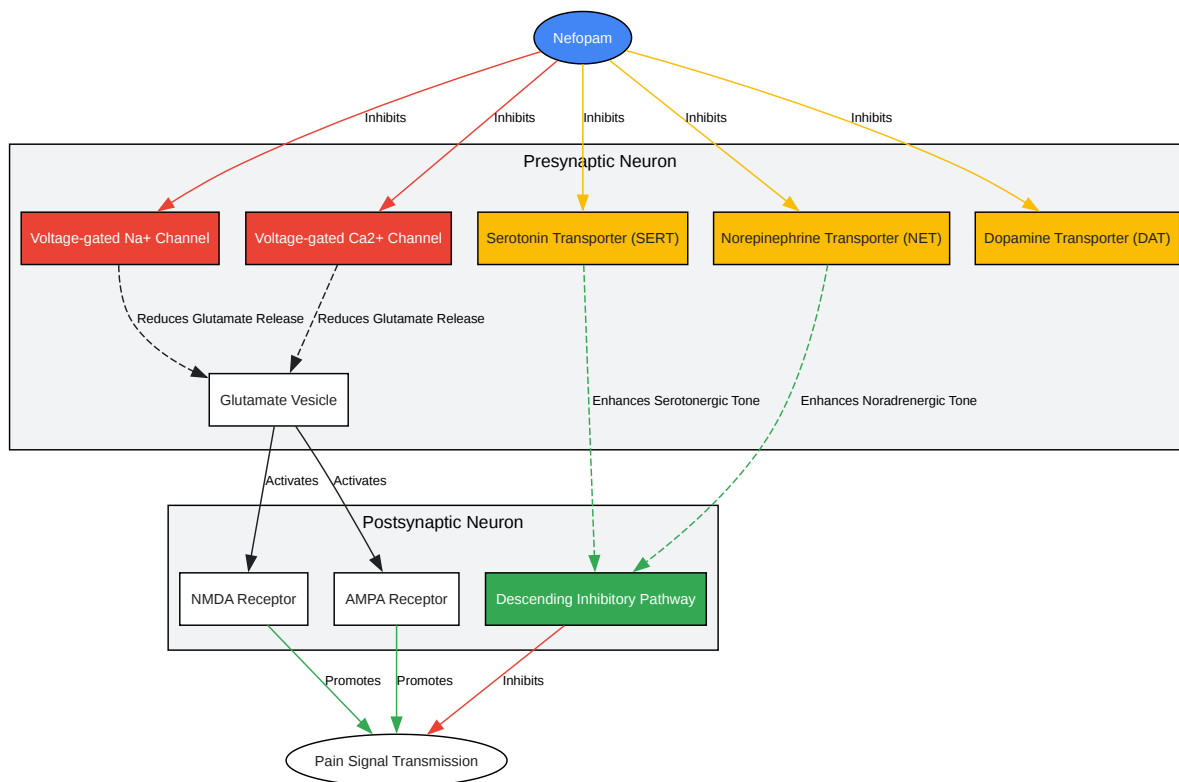 Nefopam
Inhibits
Inhibits
Inhibits
Inhibits
Inhibits
Presynaptic Neuron
Voltage-gated Na+ Channel
Voltage-gated Ca2+ Channel
Serotonin Transporter (SERT)
Norepinephrine Transporter (NET)
Dopamine Transporter (DAT)
Reduces Glutamate Release
Reduces Glutamate Release
Glutamate Vesicle
Enhances Serotonergic Tone
Enhances Noradrenergic Tone
Activates
Activates
Postsynaptic Neuron
NMDA Receptor
AMPA Receptor
Descending Inhibitory Pathway
Promotes
Promotes
Inhibits
Pain Signal Transmission